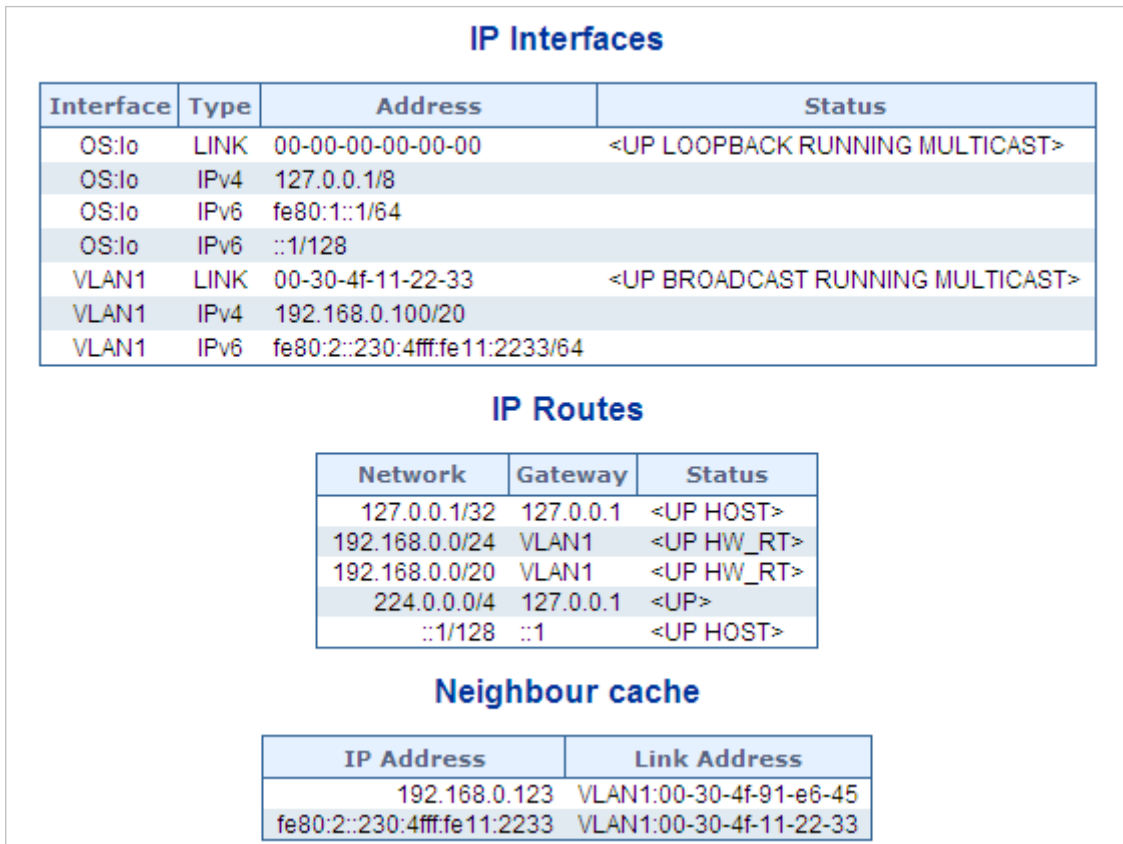 IP Interfaces
Interface Type Address Status
OS:lo LINK 00-00-00-00-00-00 <UP LOOPBACK RUNNING MULTICAST>
OS:lo IPv4 127.0.0.1/8
OS:lo IPv6 fe80:1::1/64
OS:lo IPv6 ::1/128
VLAN1 LINK 00-30-4f-11-22-33 <UP BROADCAST RUNNING MULTICAST>
VLAN1 IPv4 192.168.0.100/20
VLAN1 IPv6 fe80:2::230:4fff:fe11:2233/64
IP Routes
Network Gateway Status
127.0.0.1/32 127.0.0.1 <UP HOST>
192.168.0.0/24 VLAN1 <UP HW_RT>
192.168.0.0/20 VLAN1 <UP HW_RT>
224.0.0.0/4 127.0.0.1 <UP>
::1/128 ::1 <UP HOST>
Neighbour cache
IP Address Link Address
192.168.0.123 VLAN1:00-30-4f-91-e6-45
fe80:2::230:4fff:fe11:2233 VLAN1:00-30-4f-11-22-33